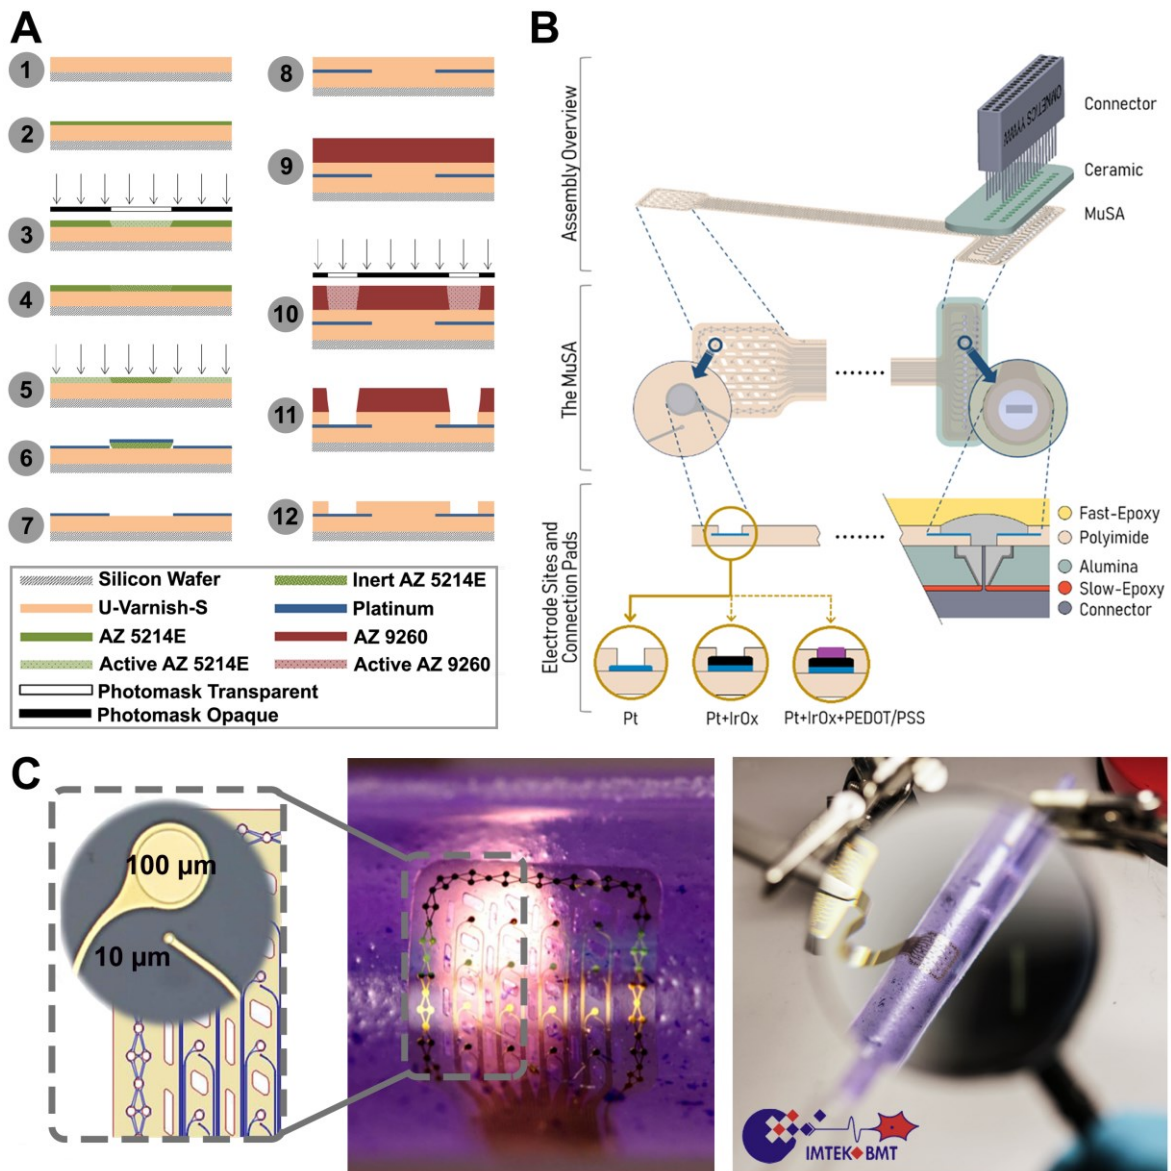 A
1
2
3
4
5
6
7
8
9
10
11
12
Silicon Wafer
U-Varnish-S
AZ 5214E
Active AZ 5214E
Photomask Transparent
Photomask Opaque
Inert AZ 5214E
Platinum
AZ 9260
Active AZ 9260
B
Assembly Overview
Connector
Ceramic
MuSA
The MuSA
Electrode Sites and
Connection Pads
Fast-Epoxy
Polyimide
Alumina
Slow-Epoxy
Connector
Pt
Pt+IrOx
Pt+IrOx+PEDOT/PSS
C
100 µm
10 µm
IMTEK BMT